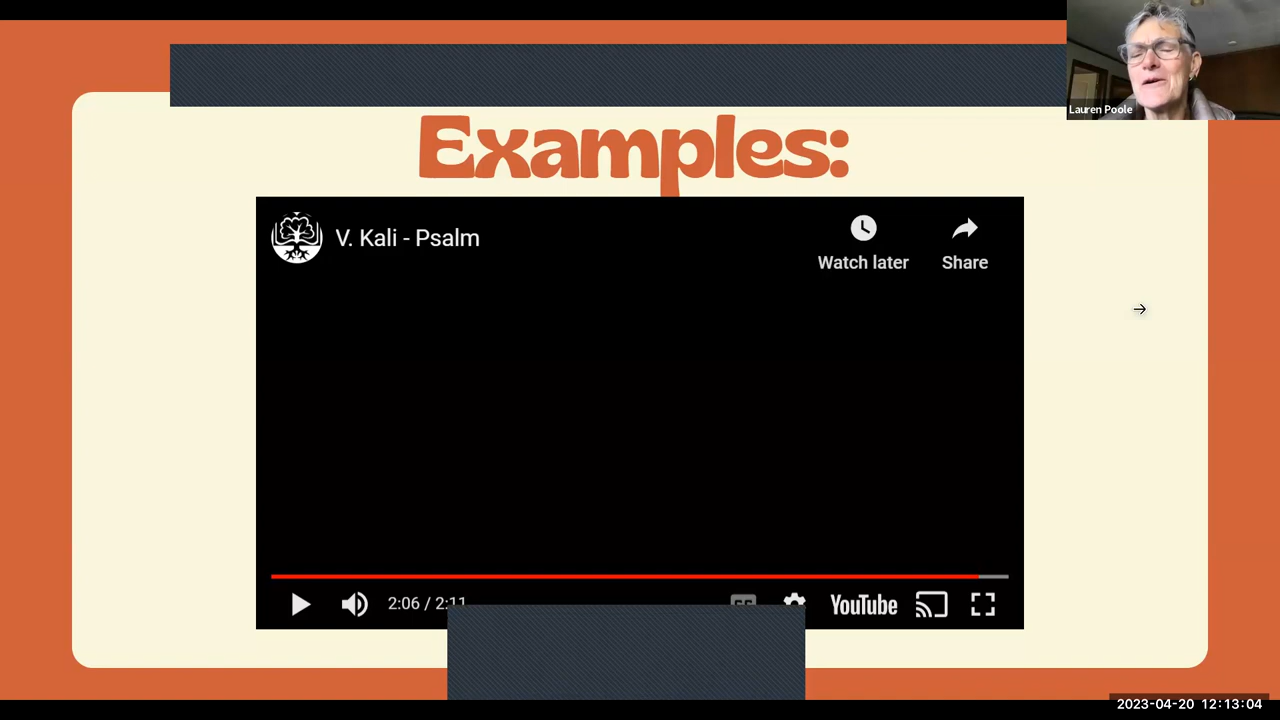 Lauren Poole
Examples:
V. Kali - Psalm
Watch later
Share
2:06 / 2:11
CC
YouTube
2023-04-20 12:13:04